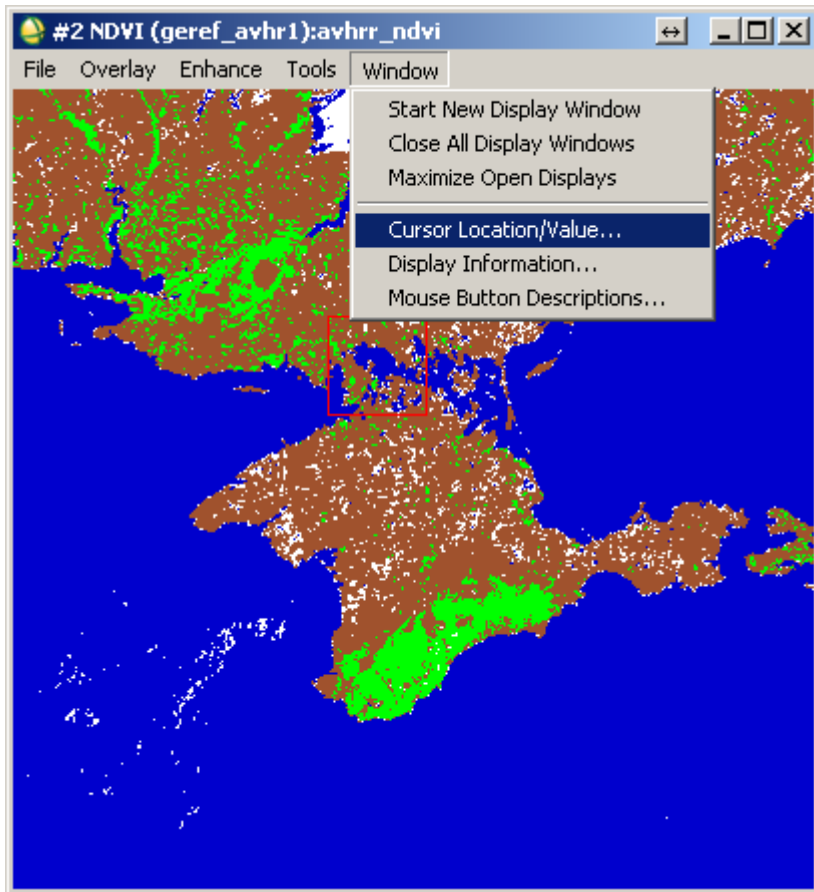 #2 NDVI (geref_avhr1):avhrr_ndvi
File Overlay Enhance Tools Window
Start New Display Window
Close All Display Windows
Maximize Open Displays
Cursor Location/Value...
Display Information...
Mouse Button Descriptions...